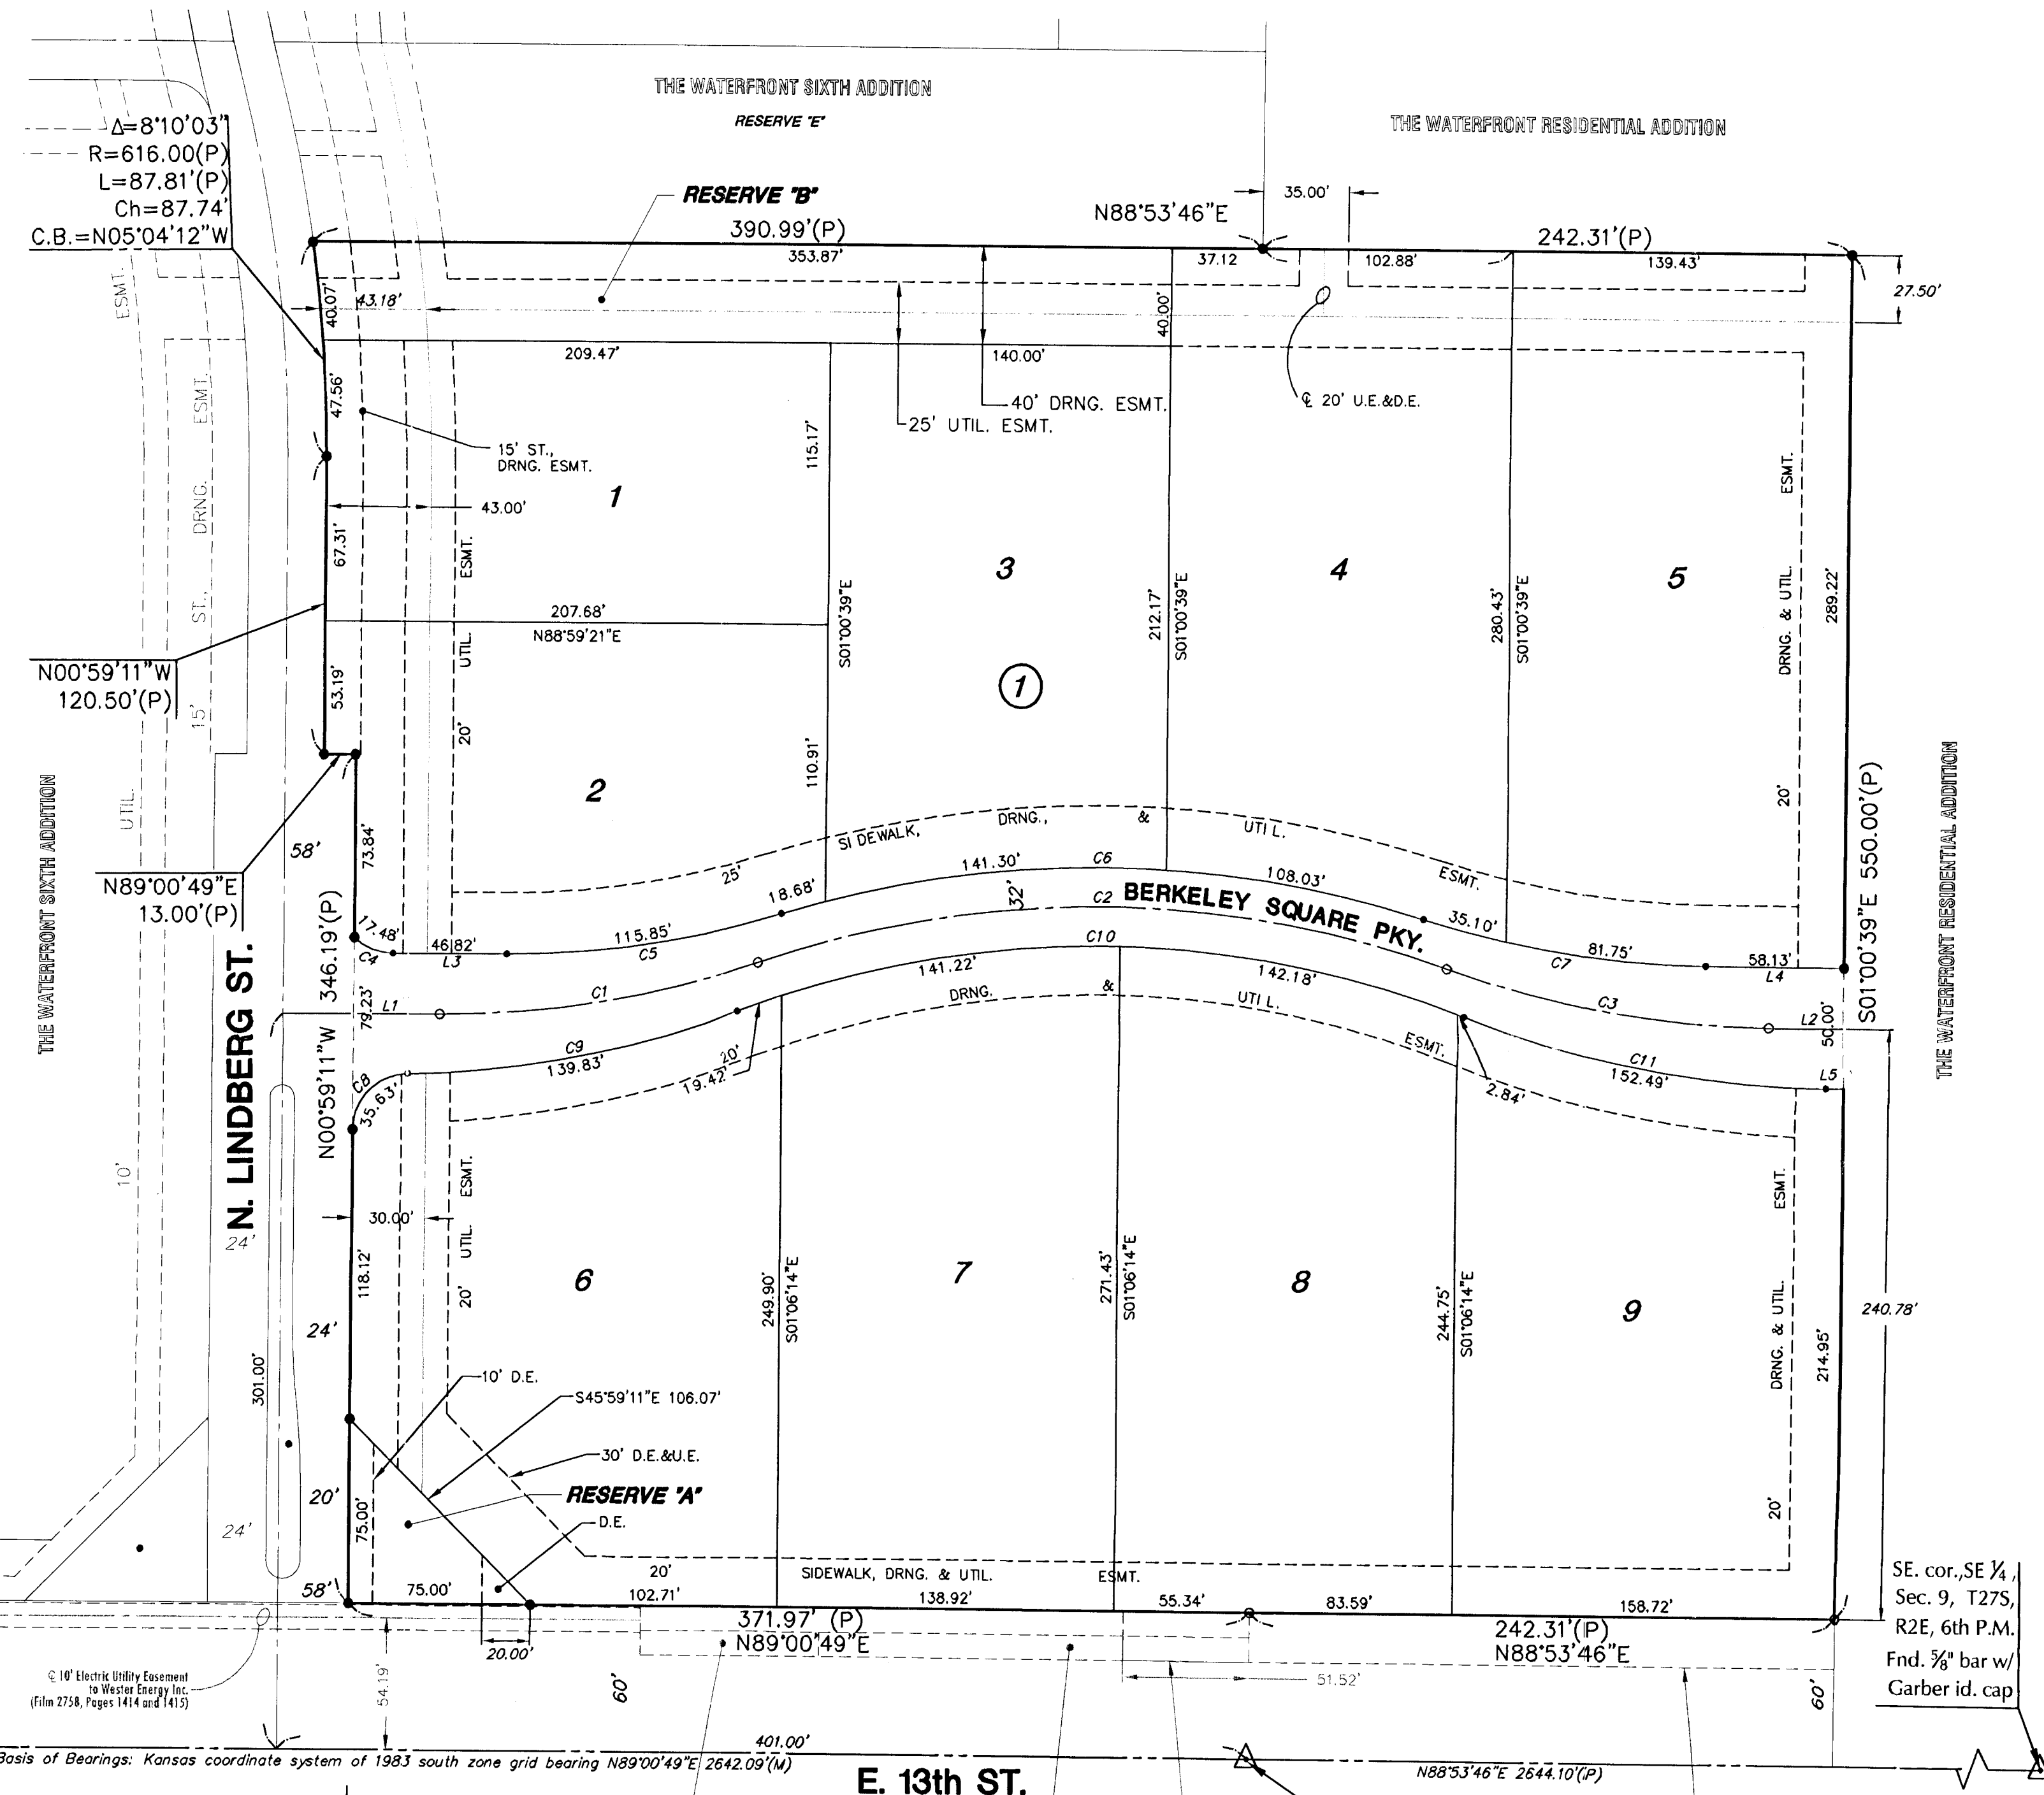 THE WATERFRONT SIXTH ADDITION
RESERVE "E"
THE WATERFRONT RESIDENTIAL ADDITION
Δ=8°10'03"
R=616.00(P)
L=87.81'(P)
Ch=87.74'
C.B.=N05°04'12"W
RESERVE "B"
390.99'(P)
353.87'
N88°53'46"E
35.00'
242.31'(P)
37.12
102.88'
139.43'
27.50'
40.07'
43.18'
40.00'
209.47'
140.00'
40' DRNG. ESMT.
25' UTIL. ESMT.
℄ 20' U.E.&D.E.
ESMT.
ESMT.
DRNG.
ST.,
15'
UTIL.
10'
47.56'
15' ST.,
DRNG. ESMT.
43.00'
67.31'
1
115.17'
ESMT.
UTIL.
20'
207.68'
N88°59'21"E
S01°00'39"E
3
212.17'
S01°00'39"E
4
280.43'
S01°00'39"E
5
ESMT.
DRNG. & UTIL.
20'
289.22'
1
N00°59'11"W
120.50'(P)
53.19'
2
110.91'
N89°00'49"E
13.00'(P)
58'
73.84'
THE WATERFRONT SIXTH ADDITION
N. LINDBERG ST.
N00°59'11"W 346.19'(P)
S01°00'39"E 550.00'(P)
THE WATERFRONT RESIDENTIAL ADDITION
25'
SIDEWALK,
DRNG.,
&
UTIL.
ESMT.
17.48'
C4
46.82'
L3
115.85'
C5
18.68'
141.30'
C6
108.03'
35.10'
81.75'
C7
58.13'
L4
32'
C2
BERKELEY SQUARE PKY.
79.23'
L1
C1
C3
L2
50.00'
C8
35.63'
C9
139.83'
20'
19.42'
141.22'
C10
142.18'
C11
152.49'
L5
2.84'
DRNG.
&
UTIL.
ESMT.
30.00'
118.12'
ESMT.
UTIL.
20'
6
249.90'
S01°06'14"E
7
271.43'
S01°06'14"E
8
244.75'
S01°06'14"E
9
ESMT.
DRNG. & UTIL.
20'
214.95'
240.78'
24'
24'
301.00'
10' D.E.
S45°59'11"E 106.07'
30' D.E.&U.E.
RESERVE "A"
D.E.
20'
24'
75.00'
58'
75.00'
20'
SIDEWALK, DRNG. & UTIL.
ESMT.
102.71'
138.92'
55.34'
83.59'
158.72'
371.97' (P)
N89°00'49"E
242.31'(P)
N88°53'46"E
20.00'
54.19'
60'
51.52'
60'
℄ 10' Electric Utility Easement
to Wester Energy Inc.
(Film 2758, Pages 1414 and 1415)
SE. cor.,SE ¼,
Sec. 9, T27S,
R2E, 6th P.M.
Fnd. ⅝" bar w/
Garber id. cap
401.00'
Basis of Bearings: Kansas coordinate system of 1983 south zone grid bearing N89°00'49"E 2642.09'(M)
N88°53'46"E 2644.10'(P)
E. 13th ST.